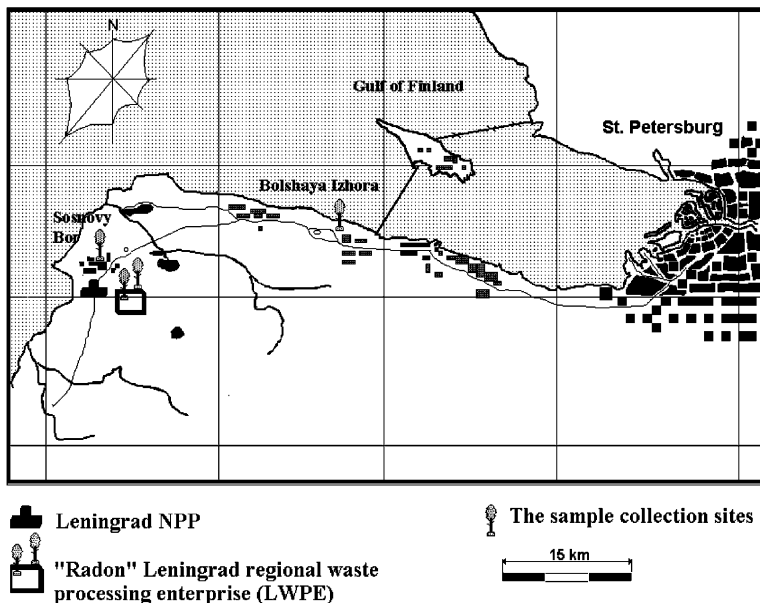 N
Gulf of Finland
St. Petersburg
Bolshaya Izhora
Sosnovy
Bor
Leningrad NPP
"Radon" Leningrad regional waste
processing enterprise (LWPE)
The sample collection sites
15 km